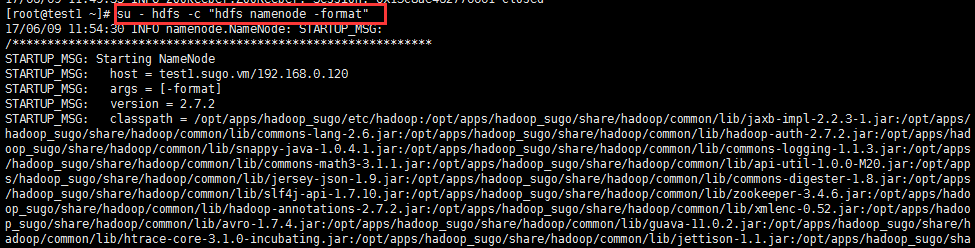 [root@test1 ~]# su - hdfs -c "hdfs namenode -format"
17/06/09 11:54:30 INFO namenode.NameNode: STARTUP_MSG:
/************************************************************
STARTUP_MSG: Starting NameNode
STARTUP_MSG:   host = test1.sugo.vm/192.168.0.120
STARTUP_MSG:   args = [-format]
STARTUP_MSG:   version = 2.7.2
STARTUP_MSG:   classpath = /opt/apps/hadoop_sugo/etc/hadoop:/opt/apps/hadoop_sugo/share/hadoop/common/lib/jaxb-impl-2.2.3-1.jar:/opt/apps/
hadoop_sugo/share/hadoop/common/lib/commons-lang-2.6.jar:/opt/apps/hadoop_sugo/share/hadoop/common/lib/hadoop-auth-2.7.2.jar:/opt/apps/
hadoop_sugo/share/hadoop/common/lib/snappy-java-1.0.4.1.jar:/opt/apps/hadoop_sugo/share/hadoop/common/lib/commons-logging-1.1.3.jar:/opt/apps
/hadoop_sugo/share/hadoop/common/lib/commons-math3-3.1.1.jar:/opt/apps/hadoop_sugo/share/hadoop/common/lib/api-util-1.0.0-M20.jar:/opt/app
s/hadoop_sugo/share/hadoop/common/lib/jersey-json-1.9.jar:/opt/apps/hadoop_sugo/share/hadoop/common/lib/commons-digester-1.8.jar:/opt/apps
/hadoop_sugo/share/hadoop/common/lib/slf4j-api-1.7.10.jar:/opt/apps/hadoop_sugo/share/hadoop/common/lib/zookeeper-3.4.6.jar:/opt/apps/hado
op_sugo/share/hadoop/common/lib/hadoop-annotations-2.7.2.jar:/opt/apps/hadoop_sugo/share/hadoop/common/lib/xmlenc-0.52.jar:/opt/apps/hadoo
p_sugo/share/hadoop/common/lib/avro-1.7.4.jar:/opt/apps/hadoop_sugo/share/hadoop/common/lib/guava-11.0.2.jar:/opt/apps/hadoop_sugo/share/h
adoop/common/lib/htrace-core-3.1.0-incubating.jar:/opt/apps/hadoop_sugo/share/hadoop/common/lib/jettison-1.1.jar:/opt/apps/hadoop_sugo/sha